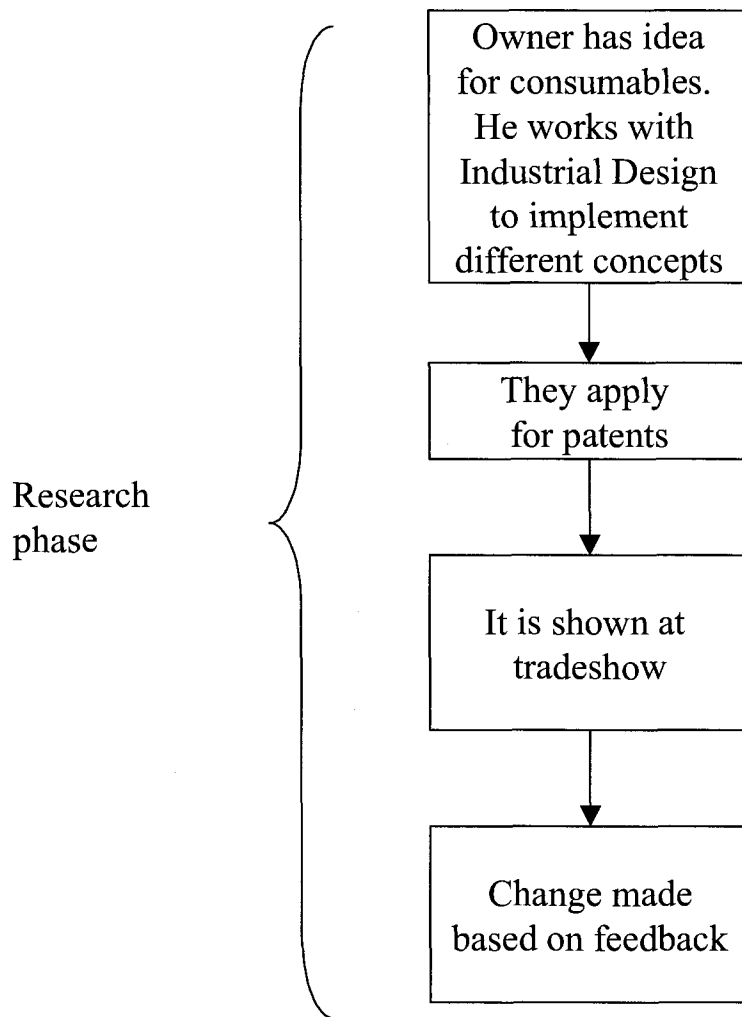 Owner has idea
for consumables.
He works with
Industrial Design
to implement
different concepts
They apply
for patents
Research
phase
It is shown at
tradeshow
Change made
based on feedback